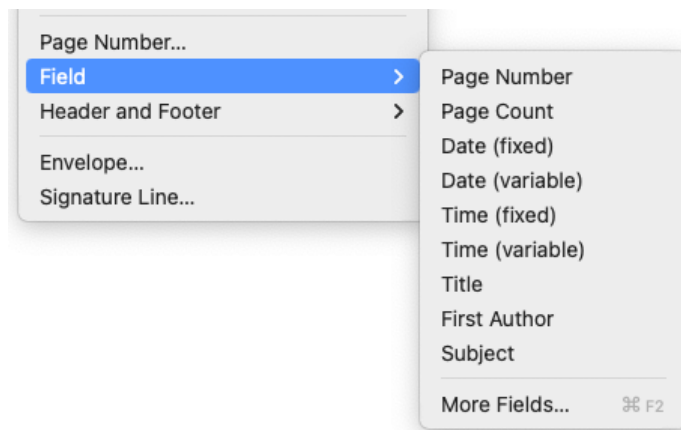 Page Number...
Field
Header and Footer
Envelope...
Signature Line...
Page Number
Page Count
Date (fixed)
Date (variable)
Time (fixed)
Time (variable)
Title
First Author
Subject
More Fields... ⌘ F2